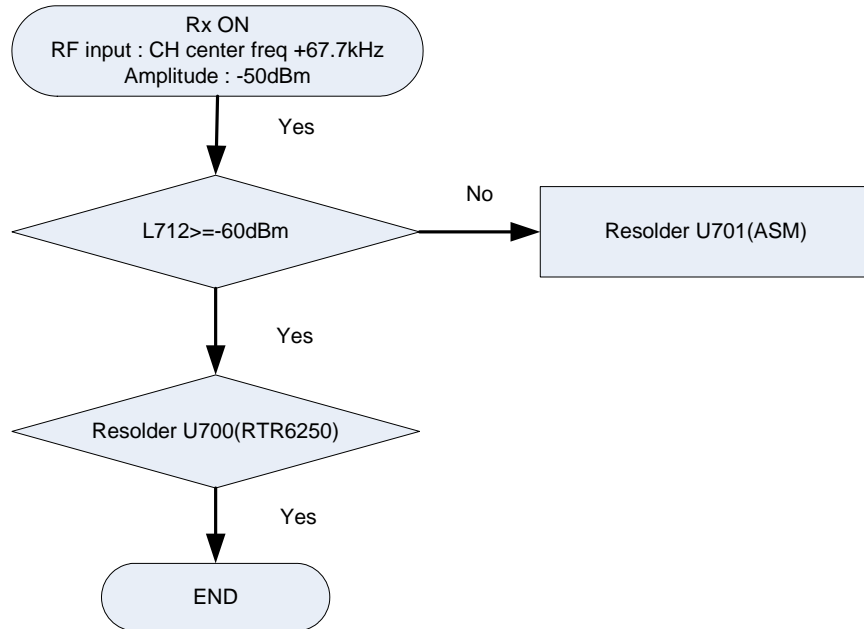 Rx ON
RF input : CH center freq +67.7kHz
Amplitude : -50dBm
Yes
L712>=-60dBm
No
Resolder U701(ASM)
Yes
Resolder U700(RTR6250)
Yes
END